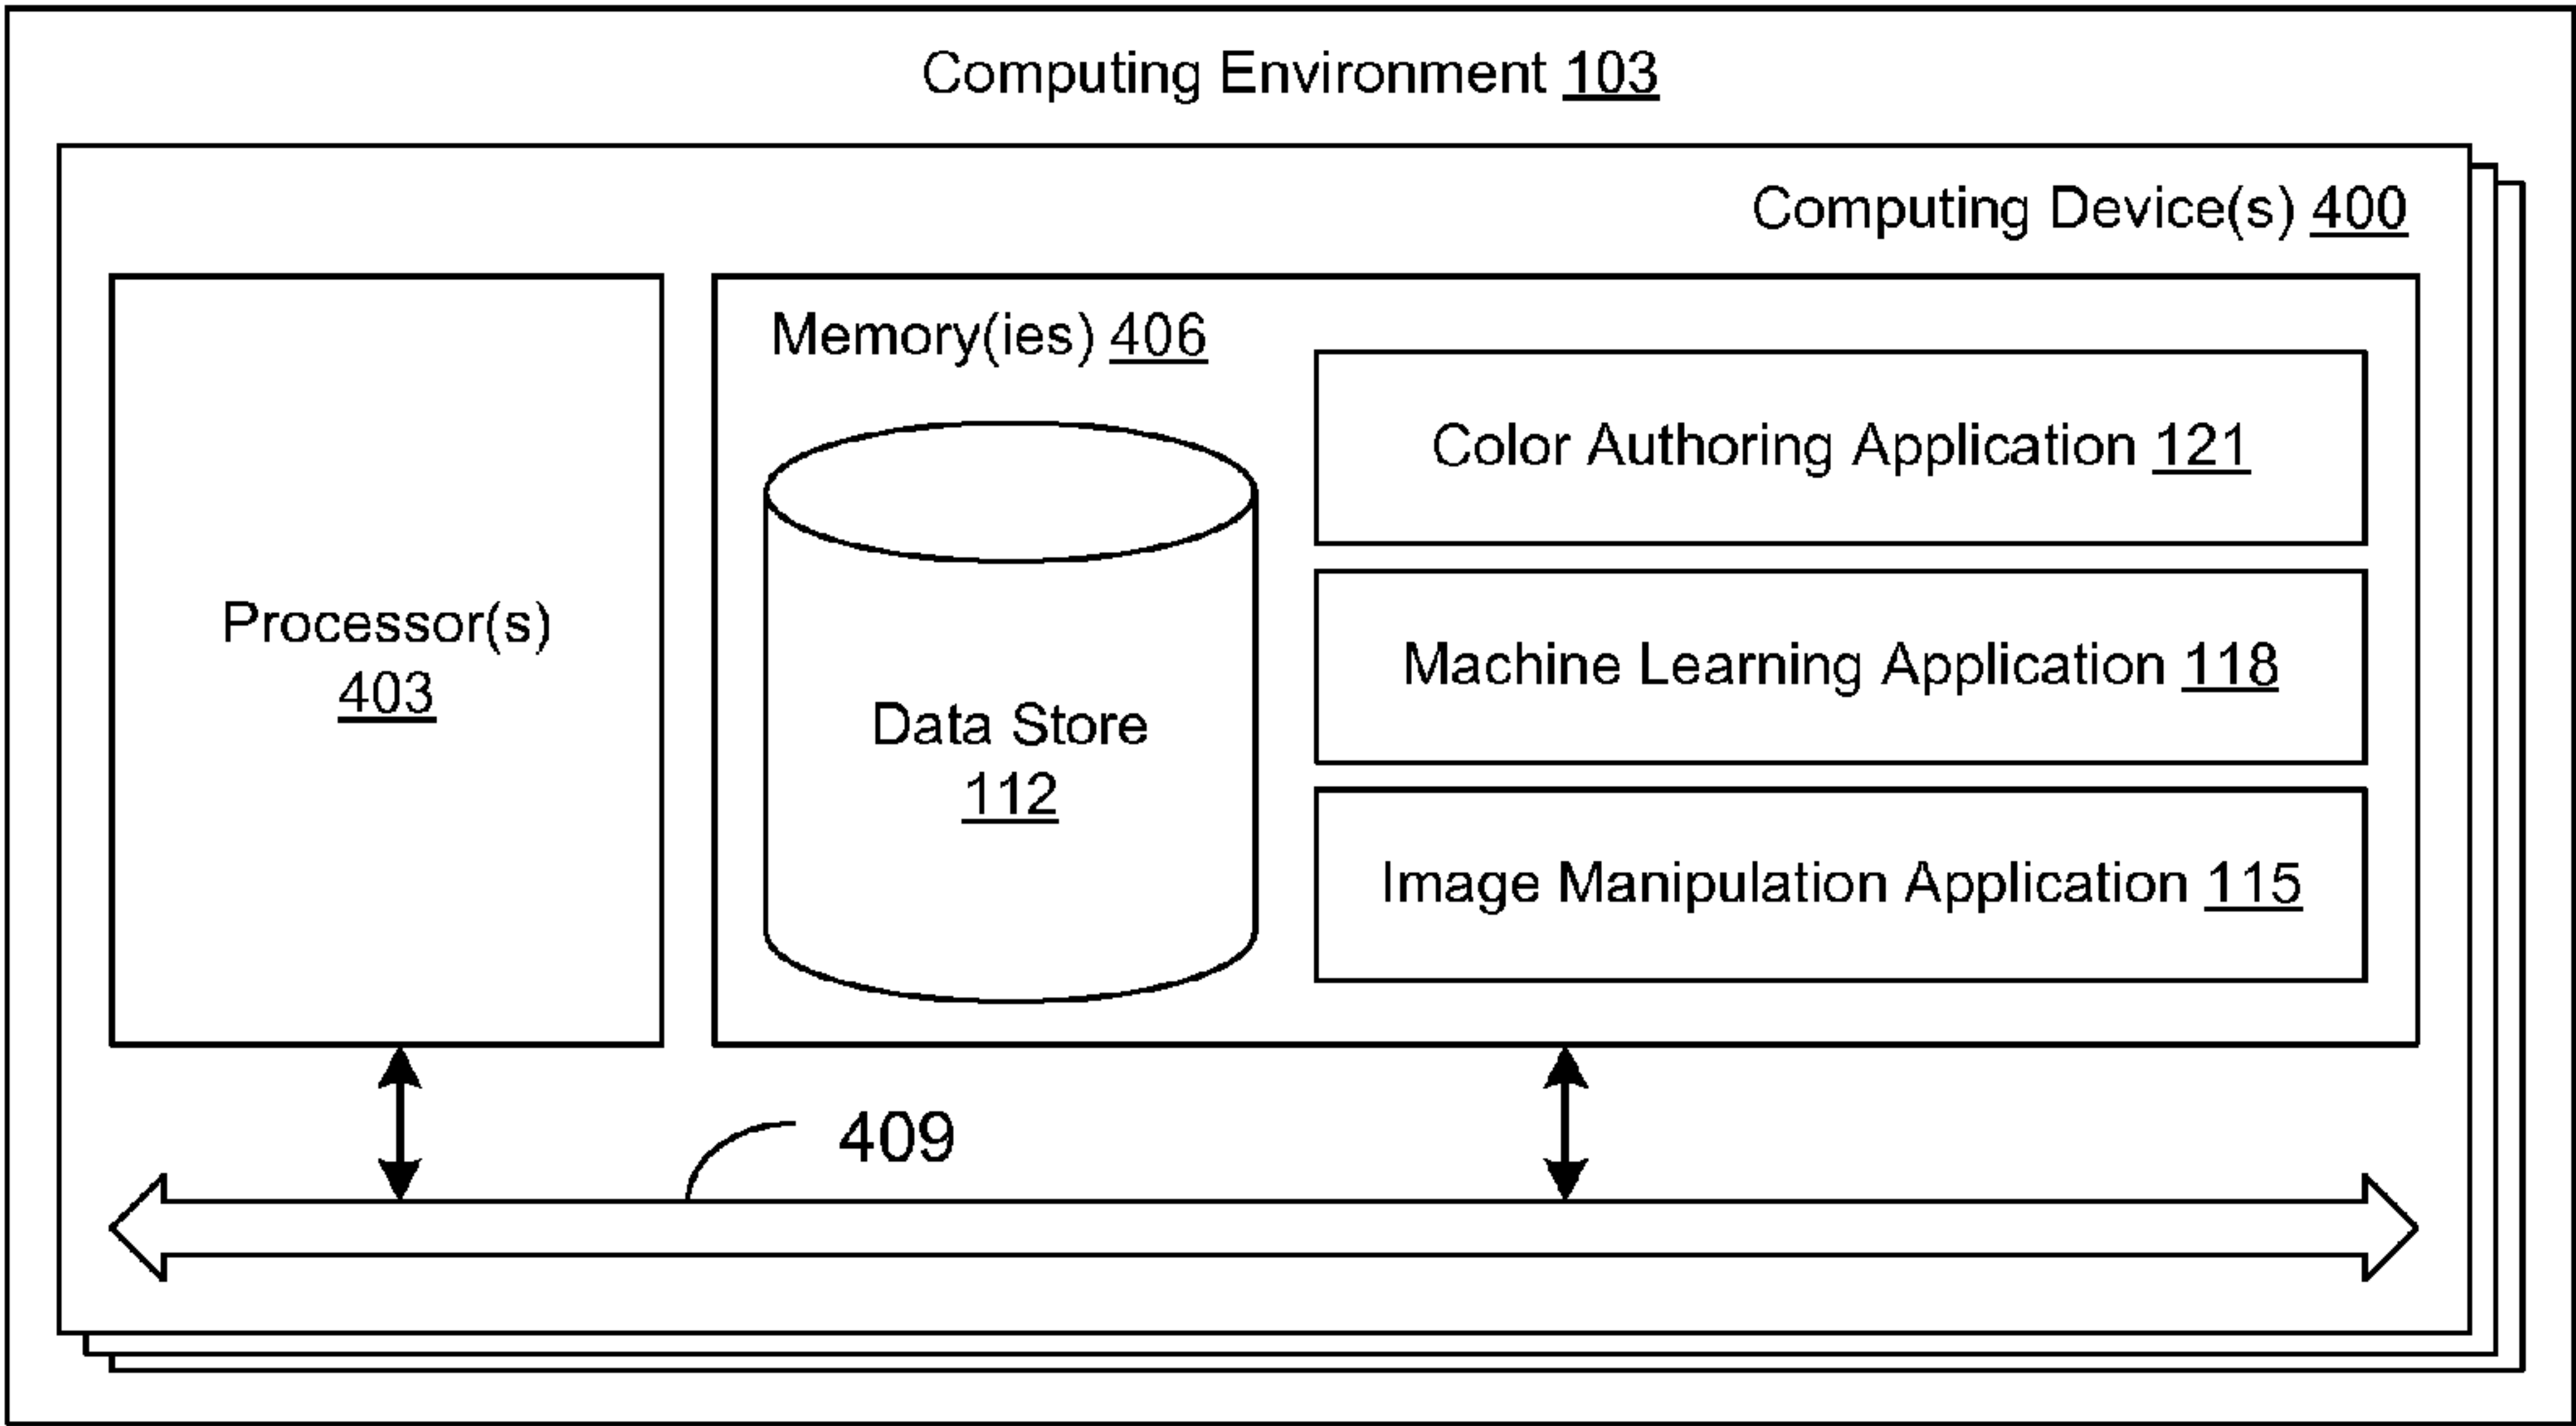 Computing Environment 103
Computing Device(s) 400
Processor(s)
403
Memory(ies) 406
Data Store
112
Color Authoring Application 121
Machine Learning Application 118
Image Manipulation Application 115
409